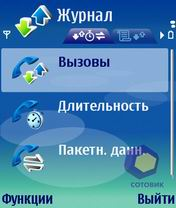 Журнал
Вызовы
Длительность
Пакетн. данн.
сотовик
Функции
Выйти